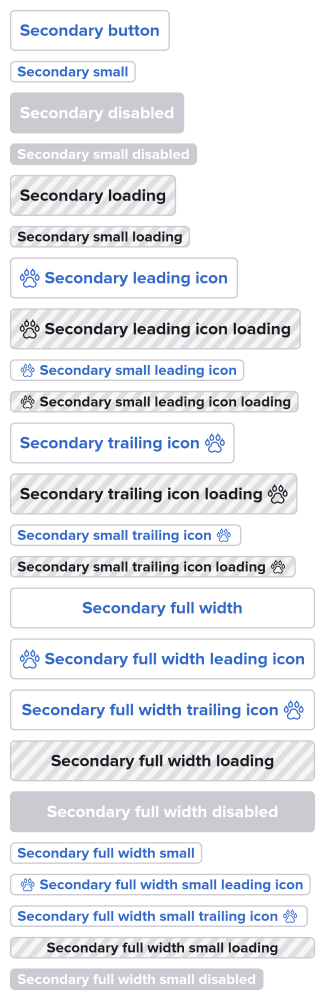 Secondary button
Secondary small
Secondary disabled
Secondary small disabled
Secondary loading
Secondary small loading
Secondary leading icon
Secondary leading icon loading
Secondary small leading icon
Secondary small leading icon loading
Secondary trailing icon
Secondary trailing icon loading
Secondary small trailing icon
Secondary small trailing icon loading
Secondary full width
Secondary full width leading icon
Secondary full width trailing icon
Secondary full width loading
Secondary full width disabled
Secondary full width small
Secondary full width small leading icon
Secondary full width small trailing icon
Secondary full width small loading
Secondary full width small disabled